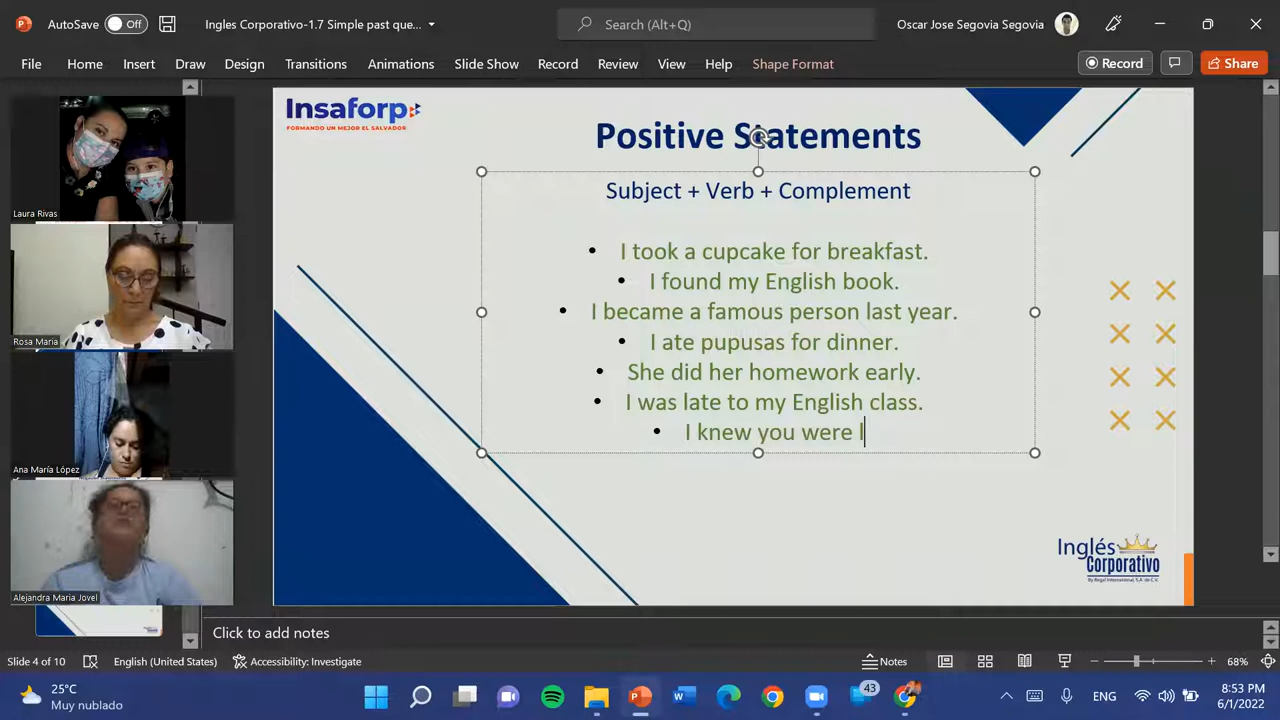 AutoSave
Off
Ingles Corporativo-1.7 Simple past que...
Search (Alt+Q)
Oscar Jose Segovia Segovia
File
Home
Insert
Draw
Design
Transitions
Animations
Slide Show
Record
Review
View
Help
Shape Format
Record
Share
Laura Rivas
Rosa Maria
Ana María López
Alejandra Maria Jovel
Insaforp
FORMANDO UN MEJOR EL SALVADOR
Positive Statements
Subject + Verb + Complement
• I took a cupcake for breakfast.
• I found my English book.
• I became a famous person last year.
• I ate pupusas for dinner.
• She did her homework early.
• I was late to my English class.
• I knew you were l
Inglés
Corporativo
By Regal International, S.A. de C.V.
Click to add notes
Slide 4 of 10
English (United States)
Accessibility: Investigate
Notes
68%
25°C
Muy nublado
43
ENG
8:53 PM
6/1/2022